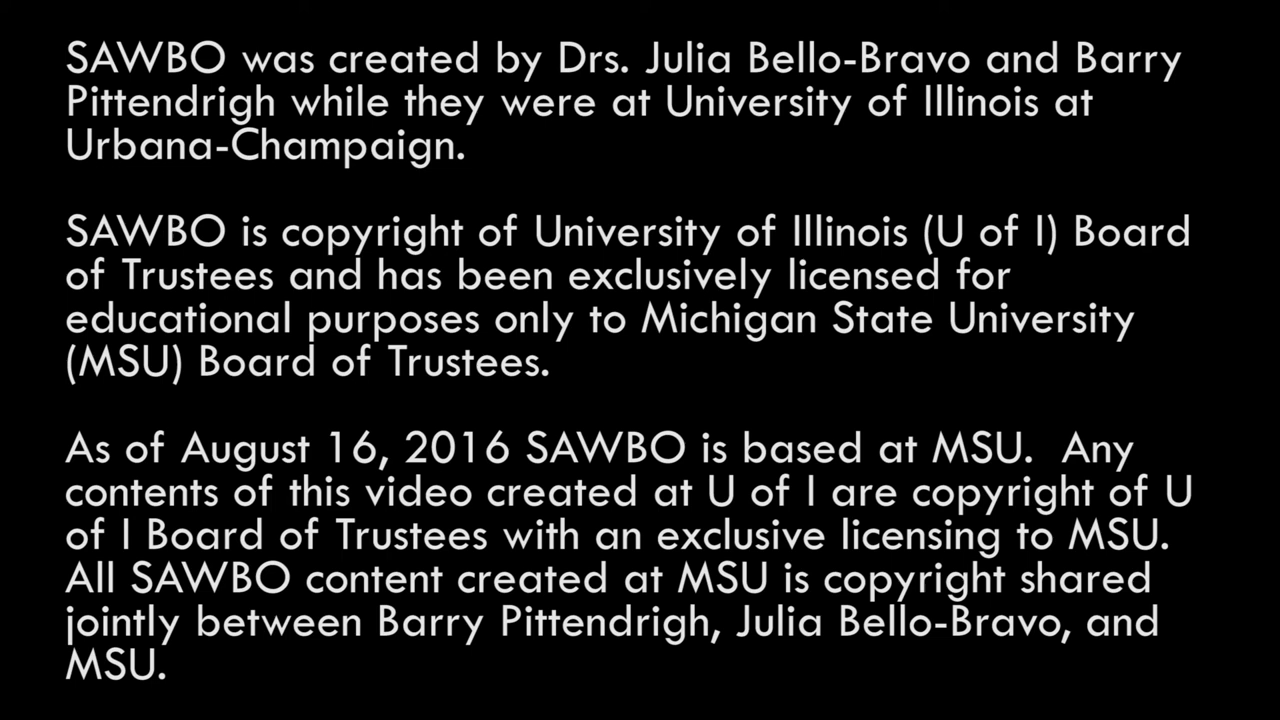 SAWBO was created by Drs. Julia Bello-Bravo and Barry
Pittendrigh while they were at University of Illinois at
Urbana-Champaign.
SAWBO is copyright of University of Illinois (U of I) Board
of Trustees and has been exclusively licensed for
educational purposes only to Michigan State University
(MSU) Board of Trustees.
As of August 16, 2016 SAWBO is based at MSU.  Any
contents of this video created at U of I are copyright of U
of I Board of Trustees with an exclusive licensing to MSU.
All SAWBO content created at MSU is copyright shared
jointly between Barry Pittendrigh, Julia Bello-Bravo, and
MSU.